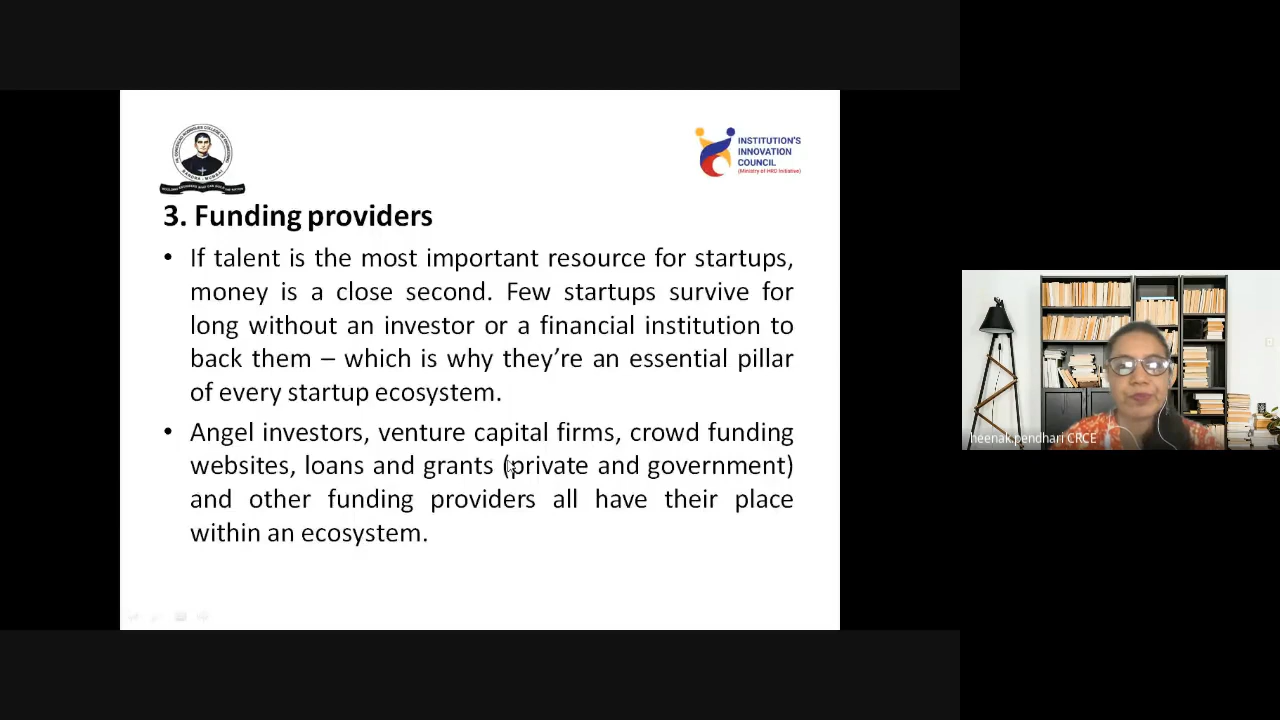 INSTITUTION'S
INNOVATION
COUNCIL
(Ministry of HRD Initiative)
3. Funding providers
• If talent is the most important resource for startups,
money is a close second. Few startups survive for
long without an investor or a financial institution to
back them – which is why they’re an essential pillar
of every startup ecosystem.
• Angel investors, venture capital firms, crowd funding
websites, loans and grants (private and government)
and other funding providers all have their place
within an ecosystem.
heenak.pendhari CRCE